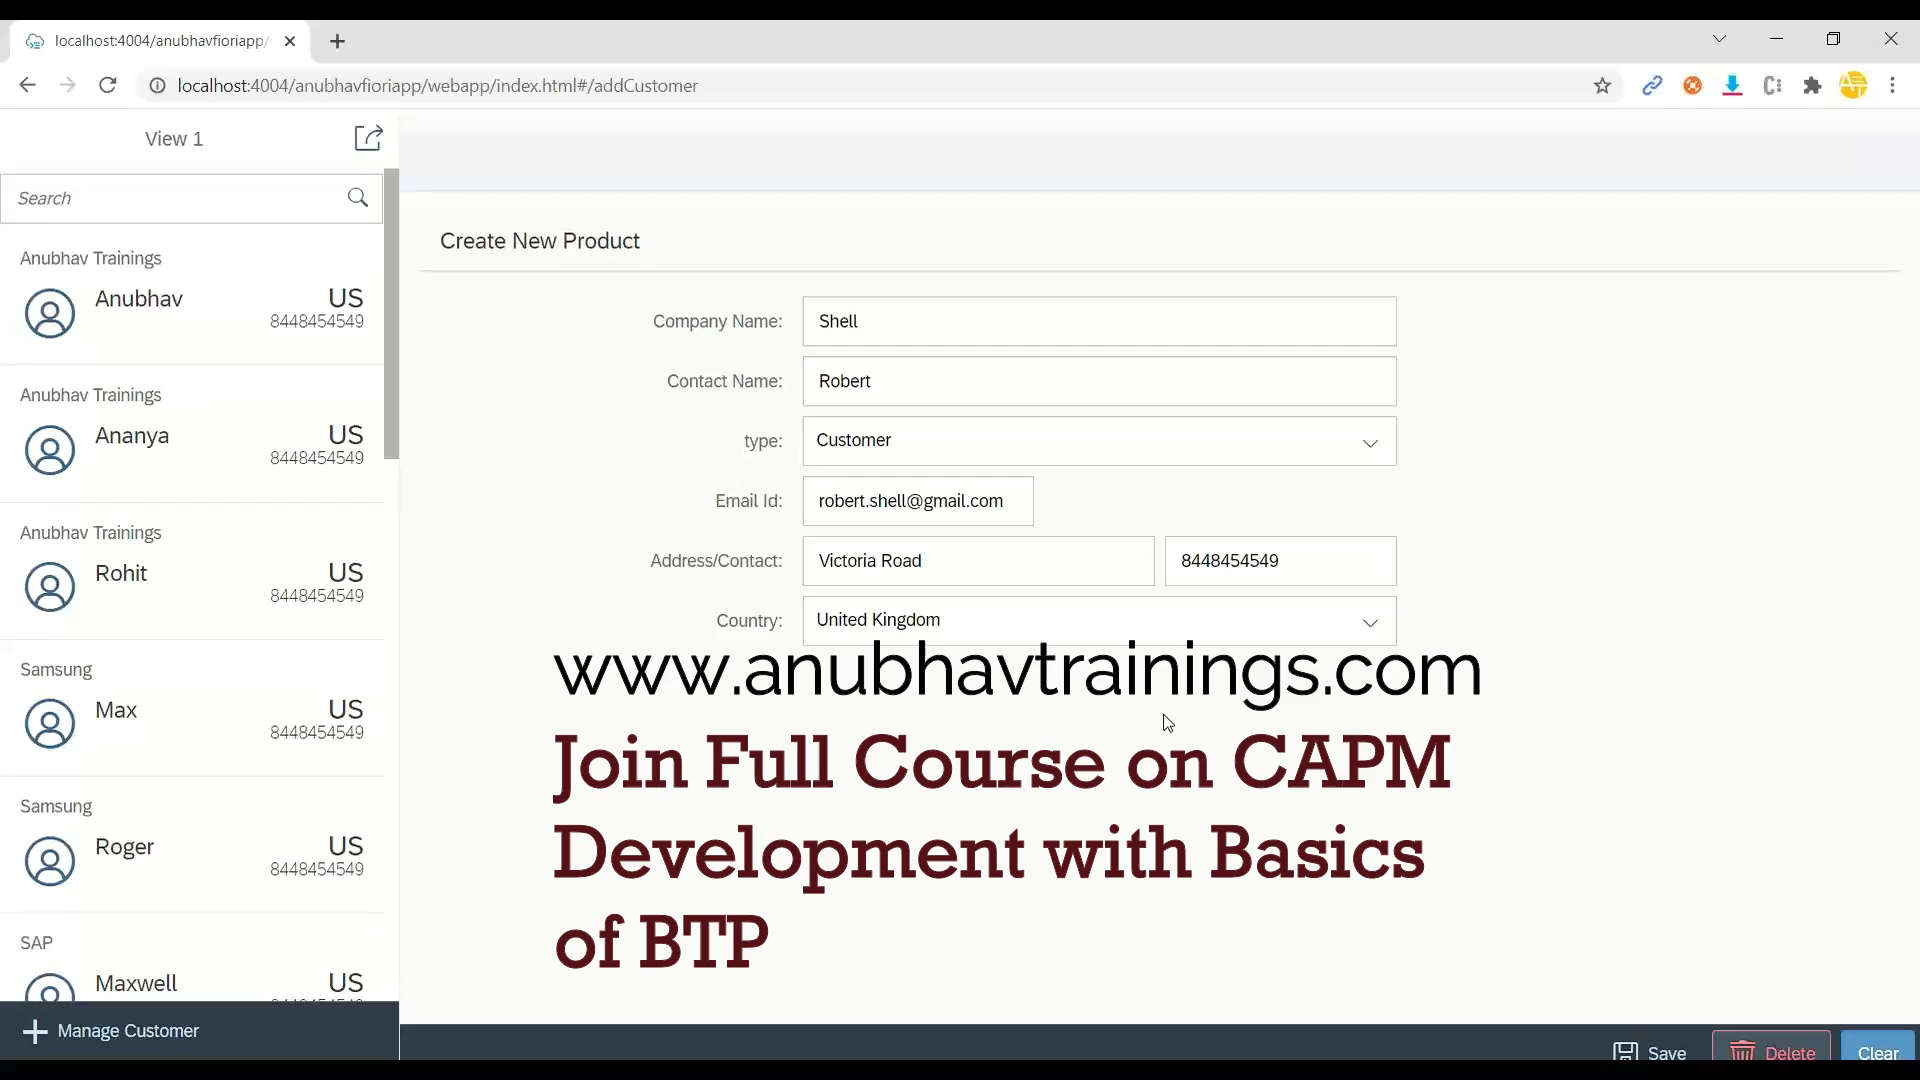 localhost:4004/anubhavfioriapp/
localhost:4004/anubhavfioriapp/webapp/index.html#/addCustomer
View 1
Search
Anubhav Trainings
Anubhav US
8448454549
Anubhav Trainings
Ananya US
8448454549
Anubhav Trainings
Rohit US
8448454549
Samsung
Max US
8448454549
Samsung
Roger US
8448454549
SAP
Maxwell US
Manage Customer
Create New Product
Company Name: Shell
Contact Name: Robert
type: Customer
Email Id: robert.shell@gmail.com
Address/Contact: Victoria Road 8448454549
Country: United Kingdom
www.anubhavtrainings.com
Join Full Course on CAPM
Development with Basics
of BTP
Save Delete Clear